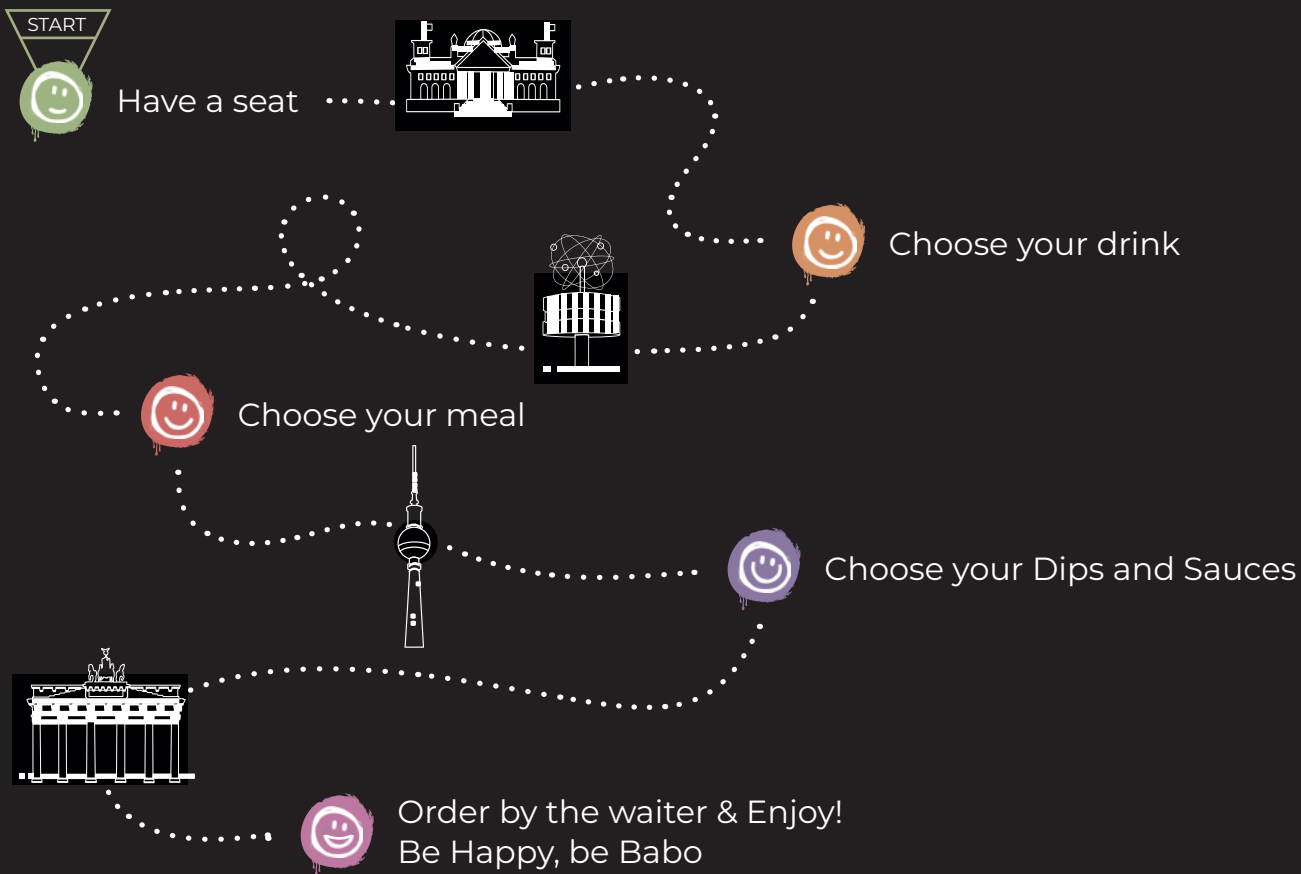 START
Have a seat
Choose your drink
Choose your meal
Choose your Dips and Sauces
Order by the waiter & Enjoy!
Be Happy, be Babo